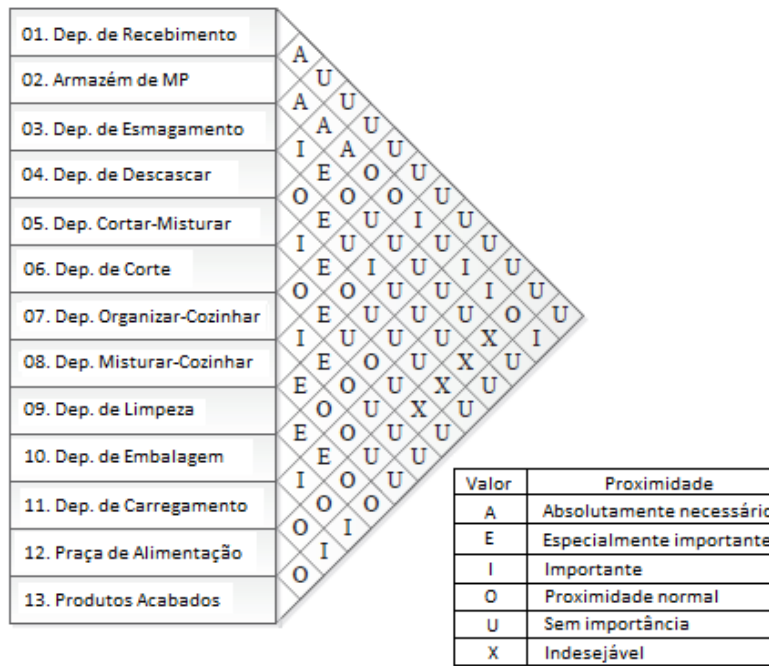 01. Dep. de Recebimento
A
02. Armazém de MP
U
A U
03. Dep. de Esmagamento
A U
I A U
04. Dep. de Descascar
E O U
O O O U
05. Dep. Cortar-Misturar
E U I U
I U U U U
06. Dep. de Corte
E I U I U
O O U U I U
07. Dep. Organizar-Cozinhar
E U U U O U
I U U U X I
08. Dep. Misturar-Cozinhar
E O U X U
E O U X U
09. Dep. de Limpeza
O U X U
E O U U
10. Dep. de Embalagem
E U U
I O U
11. Dep. de Carregamento
O O
O I
12. Praça de Alimentação
I
O
13. Produtos Acabados
Valor Proximidade
A Absolutamente necessário
E Especialmente importante
I Importante
O Proximidade normal
U Sem importância
X Indesejável